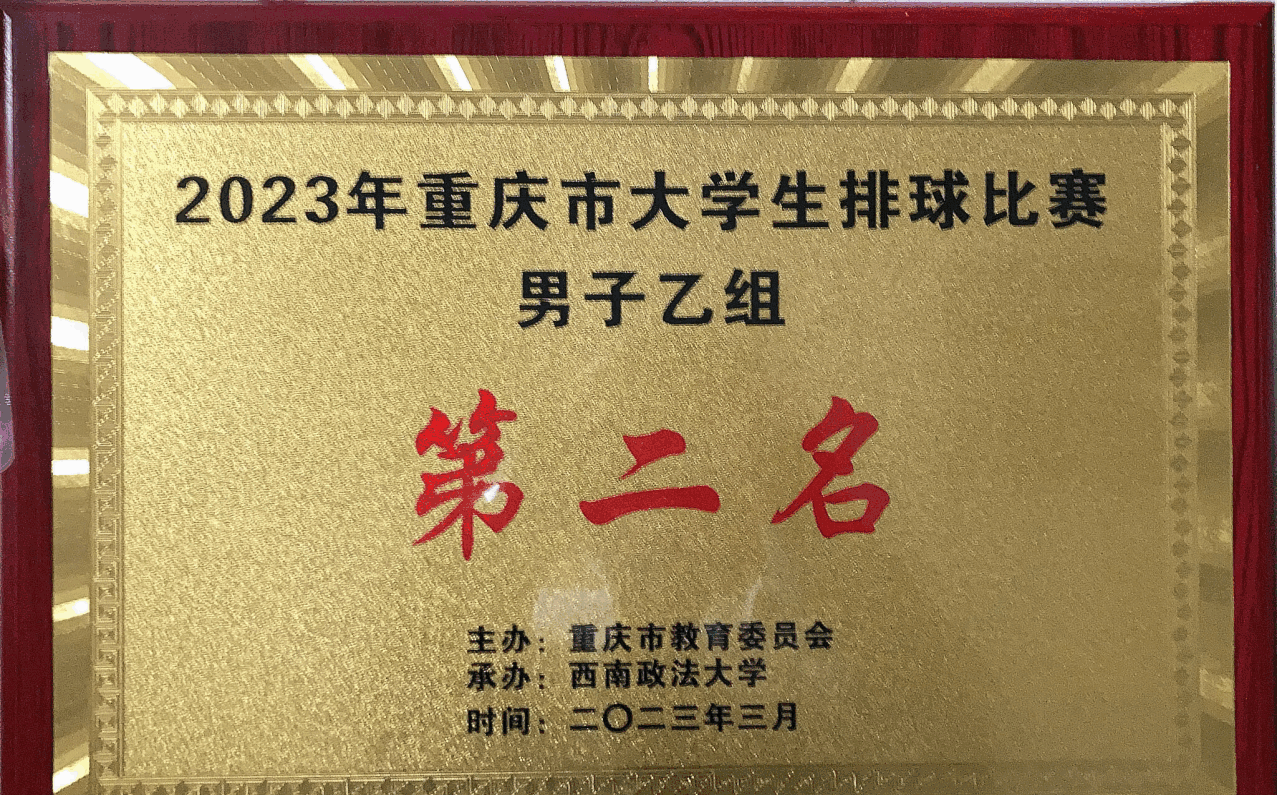 2023年重庆市大学生排球比赛
男子乙组
第二名
主办：重庆市教育委员会
承办：西南政法大学
时间：二〇二三年三月